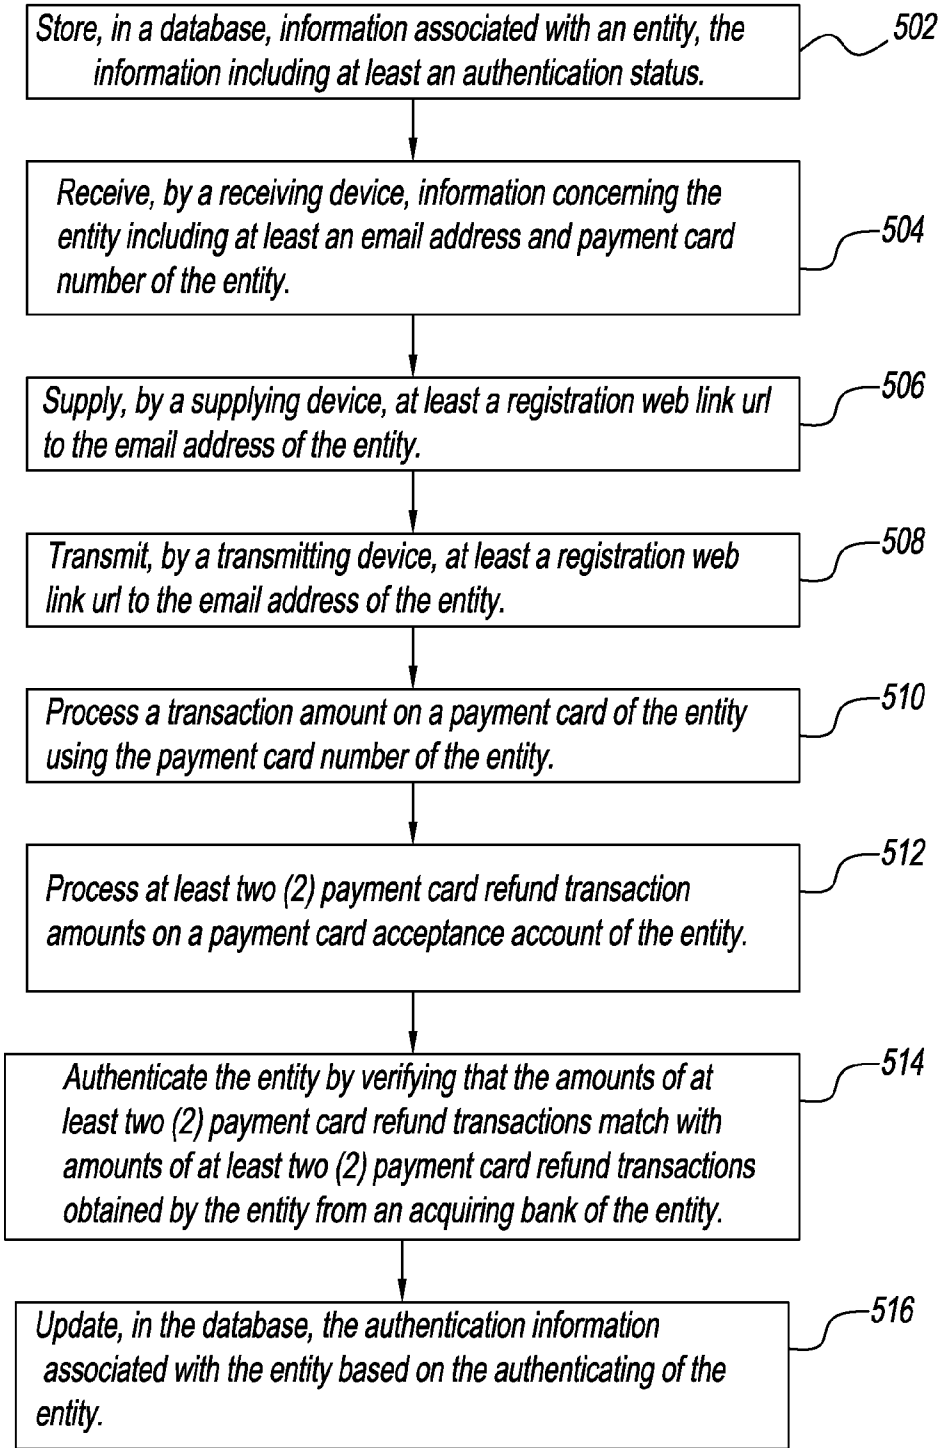 Store, in a database, information associated with an entity, the
information including at least an authentication status.
502
Receive, by a receiving device, information concerning the
entity including at least an email address and payment card
number of the entity.
504
Supply, by a supplying device, at least a registration web link url
to the email address of the entity.
506
Transmit, by a transmitting device, at least a registration web
link url to the email address of the entity.
508
Process a transaction amount on a payment card of the entity
using the payment card number of the entity.
510
Process at least two (2) payment card refund transaction
amounts on a payment card acceptance account of the entity.
512
Authenticate the entity by verifying that the amounts of at
least two (2) payment card refund transactions match with
amounts of at least two (2) payment card refund transactions
obtained by the entity from an acquiring bank of the entity.
514
Update, in the database, the authentication information
associated with the entity based on the authenticating of the
entity.
516